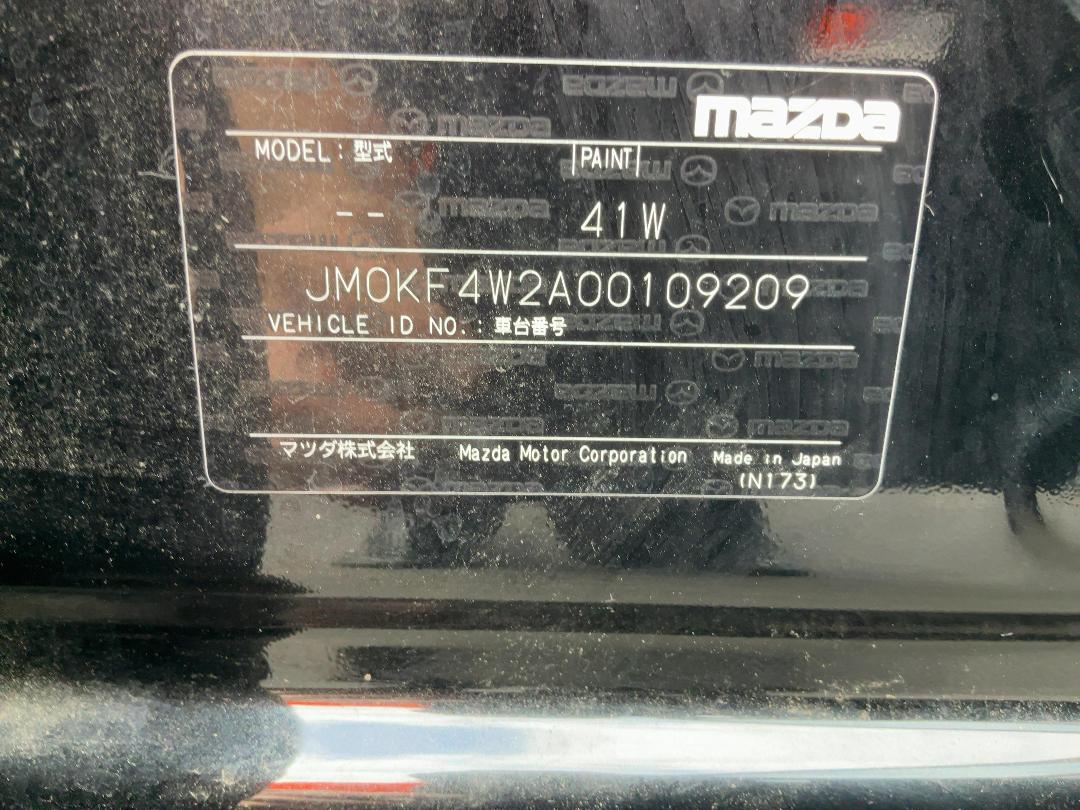 mazda
MODEL : 型式 PAINT
-- 41W
JM0KF4W2A00109209
VEHICLE ID NO. : 車台番号
マツダ株式会社 Mazda Motor Corporation Made in Japan
(N173)